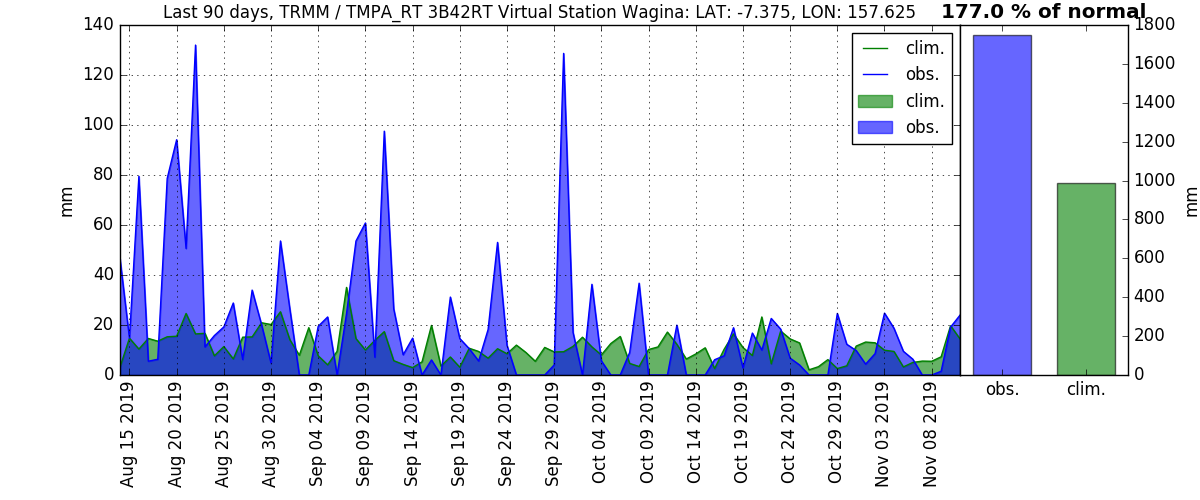 Last 90 days, TRMM / TMPA_RT 3B42RT Virtual Station Wagina: LAT: -7.375, LON: 157.625
177.0 % of normal
140
120
100
80
60
40
20
0
mm
clim.
obs.
clim.
obs.
1800
1600
1400
1200
1000
800
600
400
200
0
mm
obs.
clim.
Aug 15 2019
Aug 20 2019
Aug 25 2019
Aug 30 2019
Sep 04 2019
Sep 09 2019
Sep 14 2019
Sep 19 2019
Sep 24 2019
Sep 29 2019
Oct 04 2019
Oct 09 2019
Oct 14 2019
Oct 19 2019
Oct 24 2019
Oct 29 2019
Nov 03 2019
Nov 08 2019